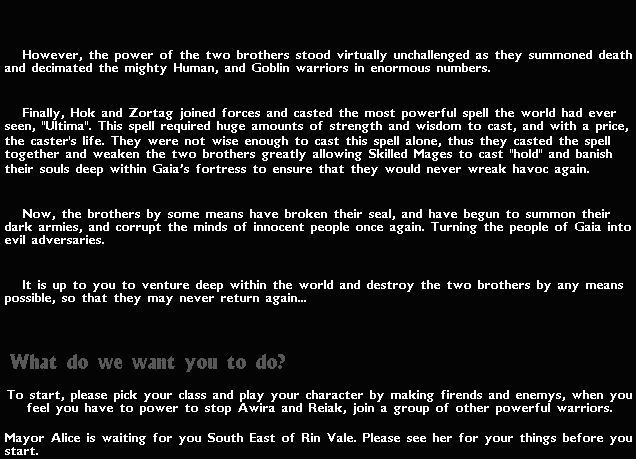 However, the power of the two brothers stood virtually unchallenged as they summoned death
and decimated the mighty Human, and Goblin warriors in enormous numbers.
Finally, Hok and Zortag joined forces and casted the most powerful spell the world had ever
seen, "Ultima". This spell required huge amounts of strength and wisdom to cast, and with a price,
the caster's life. They were not wise enough to cast this spell alone, thus they casted the spell
together and weaken the two brothers greatly allowing Skilled Mages to cast "hold" and banish
their souls deep within Gaia's fortress to ensure that they would never wreak havoc again.
Now, the brothers by some means have broken their seal, and have begun to summon their
dark armies, and corrupt the minds of innocent people once again. Turning the people of Gaia into
evil adversaries.
It is up to you to venture deep within the world and destroy the two brothers by any means
possible, so that they may never return again...
What do we want you to do?
To start, please pick your class and play your character by making firends and enemys, when you
feel you have to power to stop Awira and Reiak, join a group of other powerful warriors.
Mayor Alice is waiting for you South East of Rin Vale. Please see her for your things before you
start.